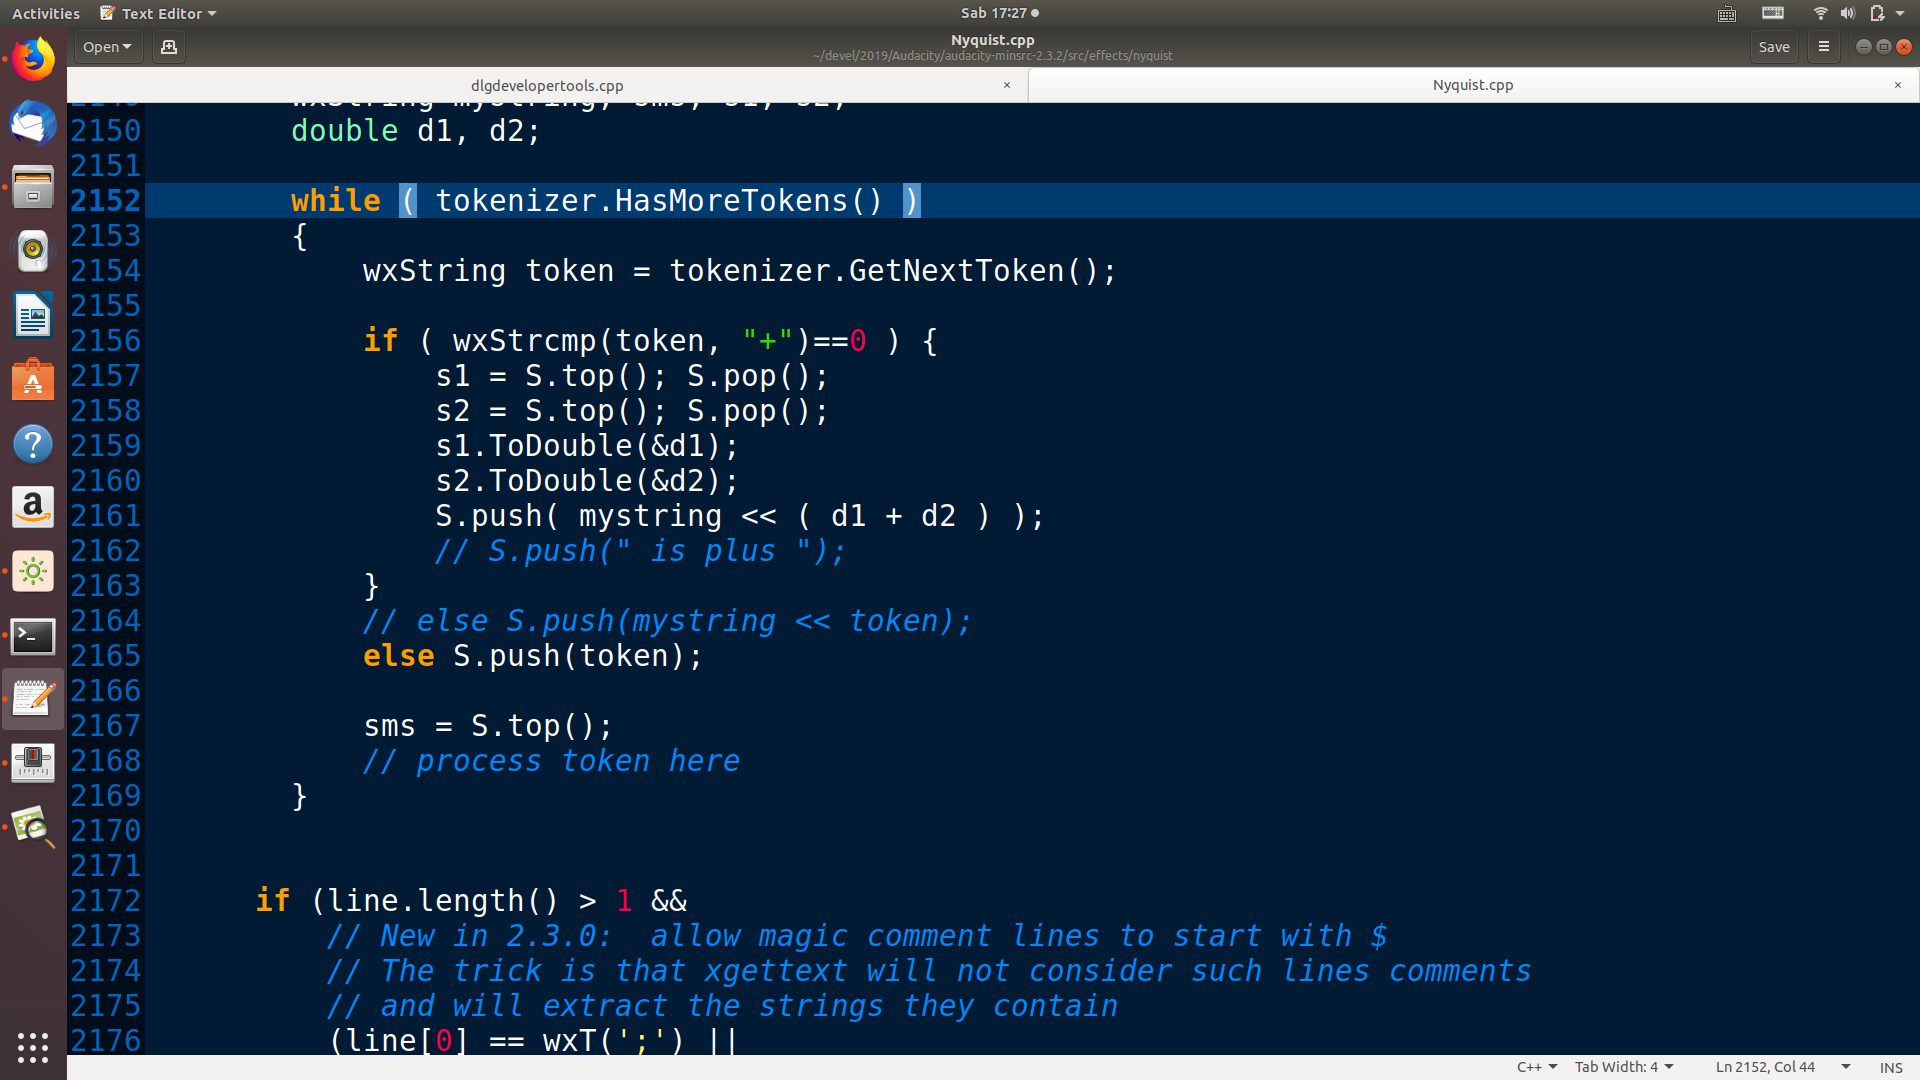 Activities Text Editor Sab 17:27
Open Nyquist.cpp Save
~/devel/2019/Audacity/audacity-minsrc-2.3.2/src/effects/nyquist
dlgdevelopertools.cpp × Nyquist.cpp ×
2149 wxString mystring, sms, s1, s2;
2150 double d1, d2;
2151
2152 while ( tokenizer.HasMoreTokens() )
2153 {
2154 wxString token = tokenizer.GetNextToken();
2155
2156 if ( wxStrcmp(token, "+")==0 ) {
2157 s1 = S.top(); S.pop();
2158 s2 = S.top(); S.pop();
2159 s1.ToDouble(&d1);
2160 s2.ToDouble(&d2);
2161 S.push( mystring << ( d1 + d2 ) );
2162 // S.push(" is plus ");
2163 }
2164 // else S.push(mystring << token);
2165 else S.push(token);
2166
2167 sms = S.top();
2168 // process token here
2169 }
2170
2171
2172 if (line.length() > 1 &&
2173 // New in 2.3.0:  allow magic comment lines to start with $
2174 // The trick is that xgettext will not consider such lines comments
2175 // and will extract the strings they contain
2176 (line[0] == wxT(';') ||
C++ Tab Width: 4 Ln 2152, Col 44 INS